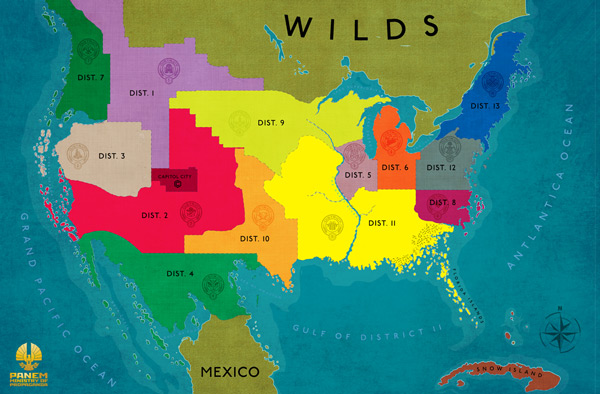 WILDS
DIST. 7
DIST. 1
DIST. 13
DIST. 9
DIST. 3
DIST. 12
DIST. 5
DIST. 6
CAPITOL CITY
©
DIST. 8
DIST. 2
DIST. 11
DIST. 10
DIST. 4
GRAND PACIFIC OCEAN
ANTLANTICA OCEAN
GULF OF DISTRICT 11
N
MEXICO
SNOW ISLAND
PANEM
MINISTRY OF
PROPAGANDA